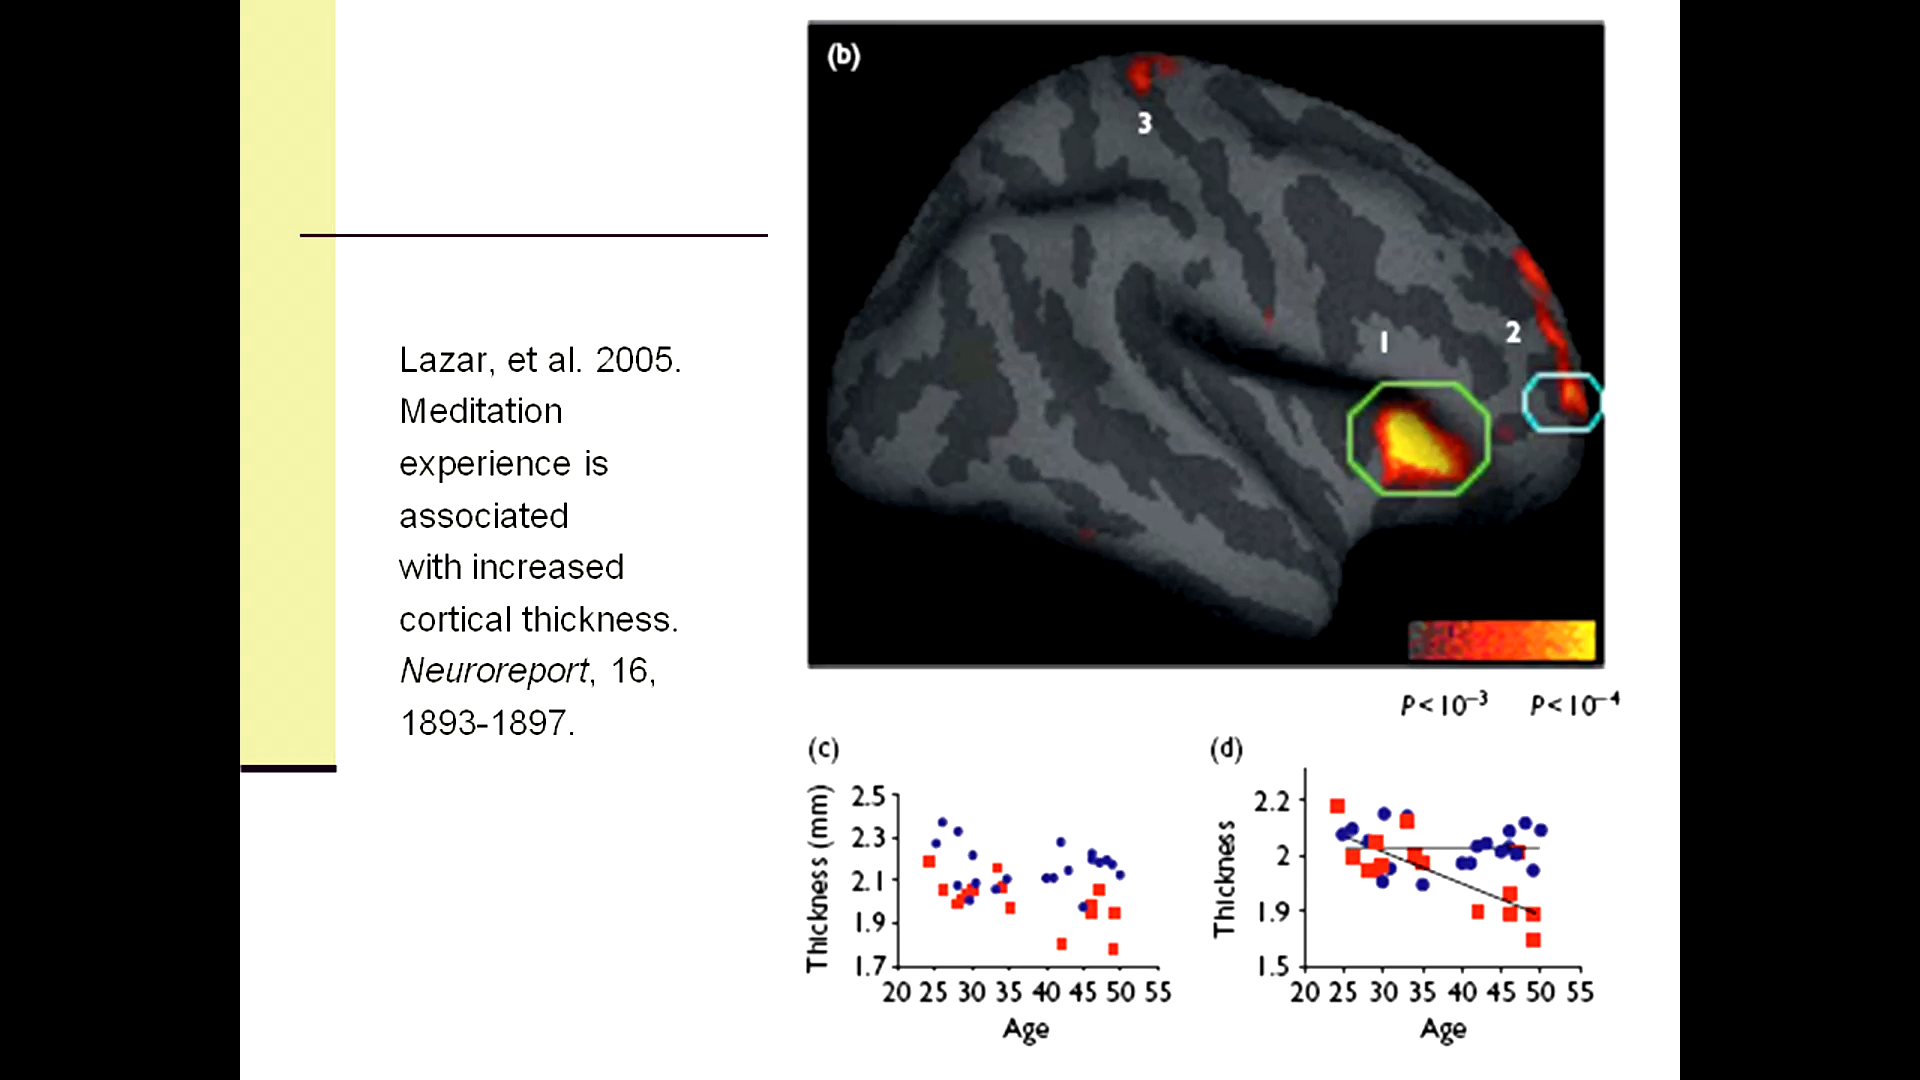 Lazar, et al. 2005.
Meditation
experience is
associated
with increased
cortical thickness.
Neuroreport, 16,
1893-1897.
(b)
3
1
2
P<10–3 P<10–4
(c)
Thickness (mm)
2.5
2.3
2.1
1.9
1.7
20 25 30 35 40 45 50 55
Age
(d)
Thickness
2.2
2
1.9
1.5
20 25 30 35 40 45 50 55
Age